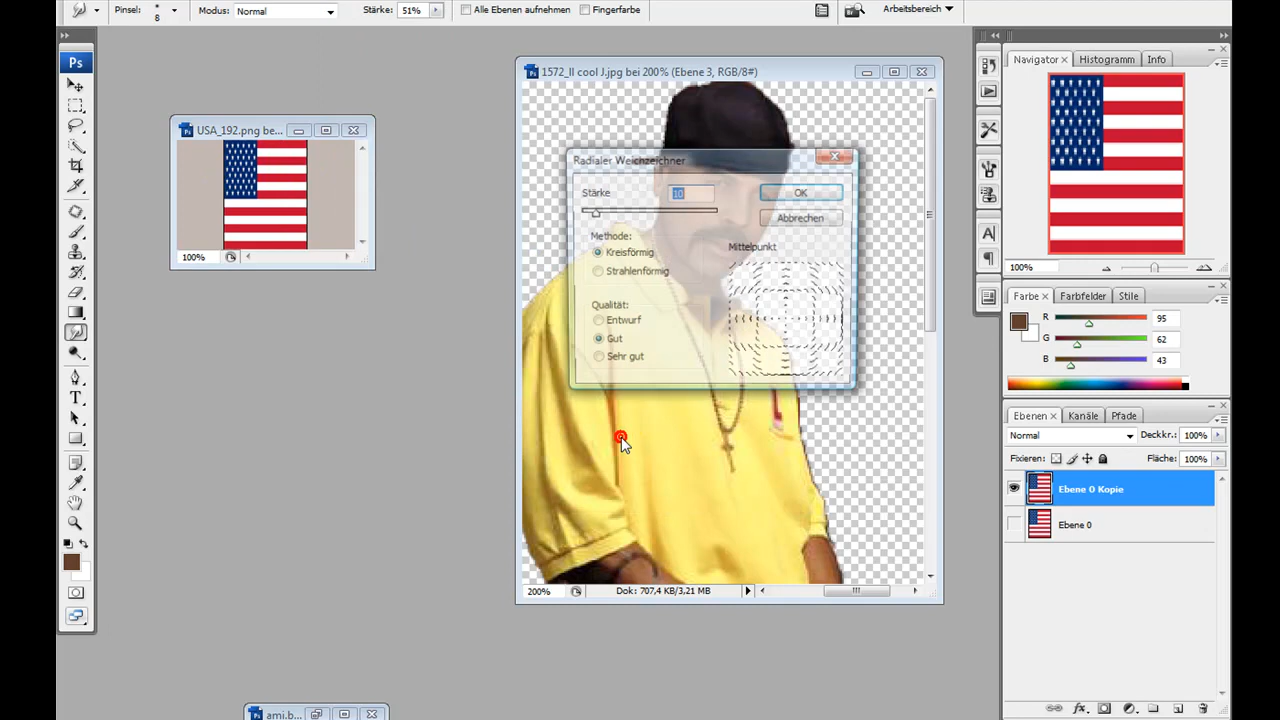 Pinsel: 8 Modus: Normal Stärke: 51% Alle Ebenen aufnehmen Fingerfarbe Arbeitsbereich
Ps
USA_192.png be...
100%
1572_ll cool J.jpg bei 200% (Ebene 3, RGB/8#)
Radialer Weichzeichner
Stärke 10 OK
Abbrechen
Methode:
Kreisförmig
Strahlenförmig
Mittelpunkt
Qualität:
Entwurf
Gut
Sehr gut
200% Dok: 707,4 KB/3,21 MB
ami.b...
Navigator Histogramm Info
100%
Farbe Farbfelder Stile
R 95
G 62
B 43
Ebenen Kanäle Pfade
Normal Deckkr.: 100%
Fixieren: Fläche: 100%
Ebene 0 Kopie
Ebene 0